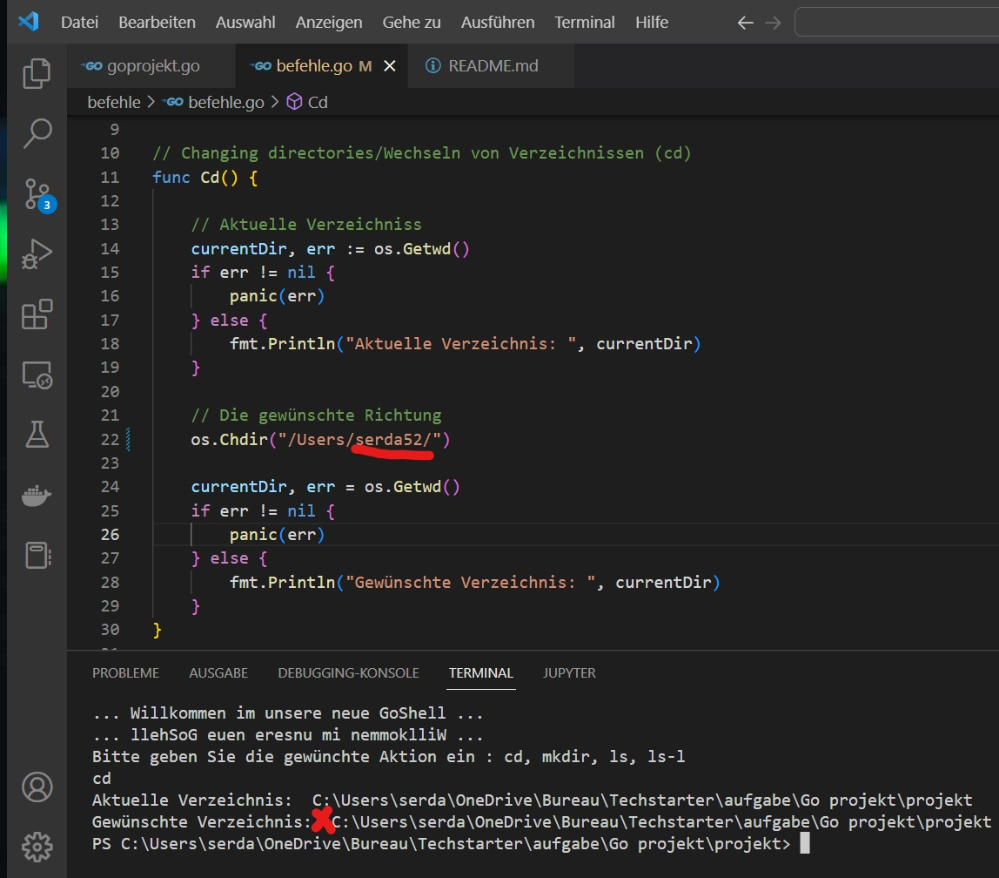 Datei Bearbeiten Auswahl Anzeigen Gehe zu Ausführen Terminal Hilfe
GO goprojekt.go GO befehle.go M README.md
befehle > GO befehle.go > Cd
9
10 // Changing directories/Wechseln von Verzeichnissen (cd)
11 func Cd() {
12
13 // Aktuelle Verzeichniss
14 currentDir, err := os.Getwd()
15 if err != nil {
16 panic(err)
17 } else {
18 fmt.Println("Aktuelle Verzeichnis: ", currentDir)
19 }
20
21 // Die gewünschte Richtung
22 os.Chdir("/Users/serda52/")
23
24 currentDir, err = os.Getwd()
25 if err != nil {
26 panic(err)
27 } else {
28 fmt.Println("Gewünschte Verzeichnis: ", currentDir)
29 }
30 }
3
PROBLEME AUSGABE DEBUGGING-KONSOLE TERMINAL JUPYTER
... Willkommen im unsere neue GoShell ...
... llehSoG euen eresnu mi nemmoklliW ...
Bitte geben Sie die gewünchte Aktion ein : cd, mkdir, ls, ls-l
cd
Aktuelle Verzeichnis:  C:\Users\serda\OneDrive\Bureau\Techstarter\aufgabe\Go projekt\projekt
Gewünschte Verzeichnis:  C:\Users\serda\OneDrive\Bureau\Techstarter\aufgabe\Go projekt\projekt
PS C:\Users\serda\OneDrive\Bureau\Techstarter\aufgabe\Go projekt\projekt>